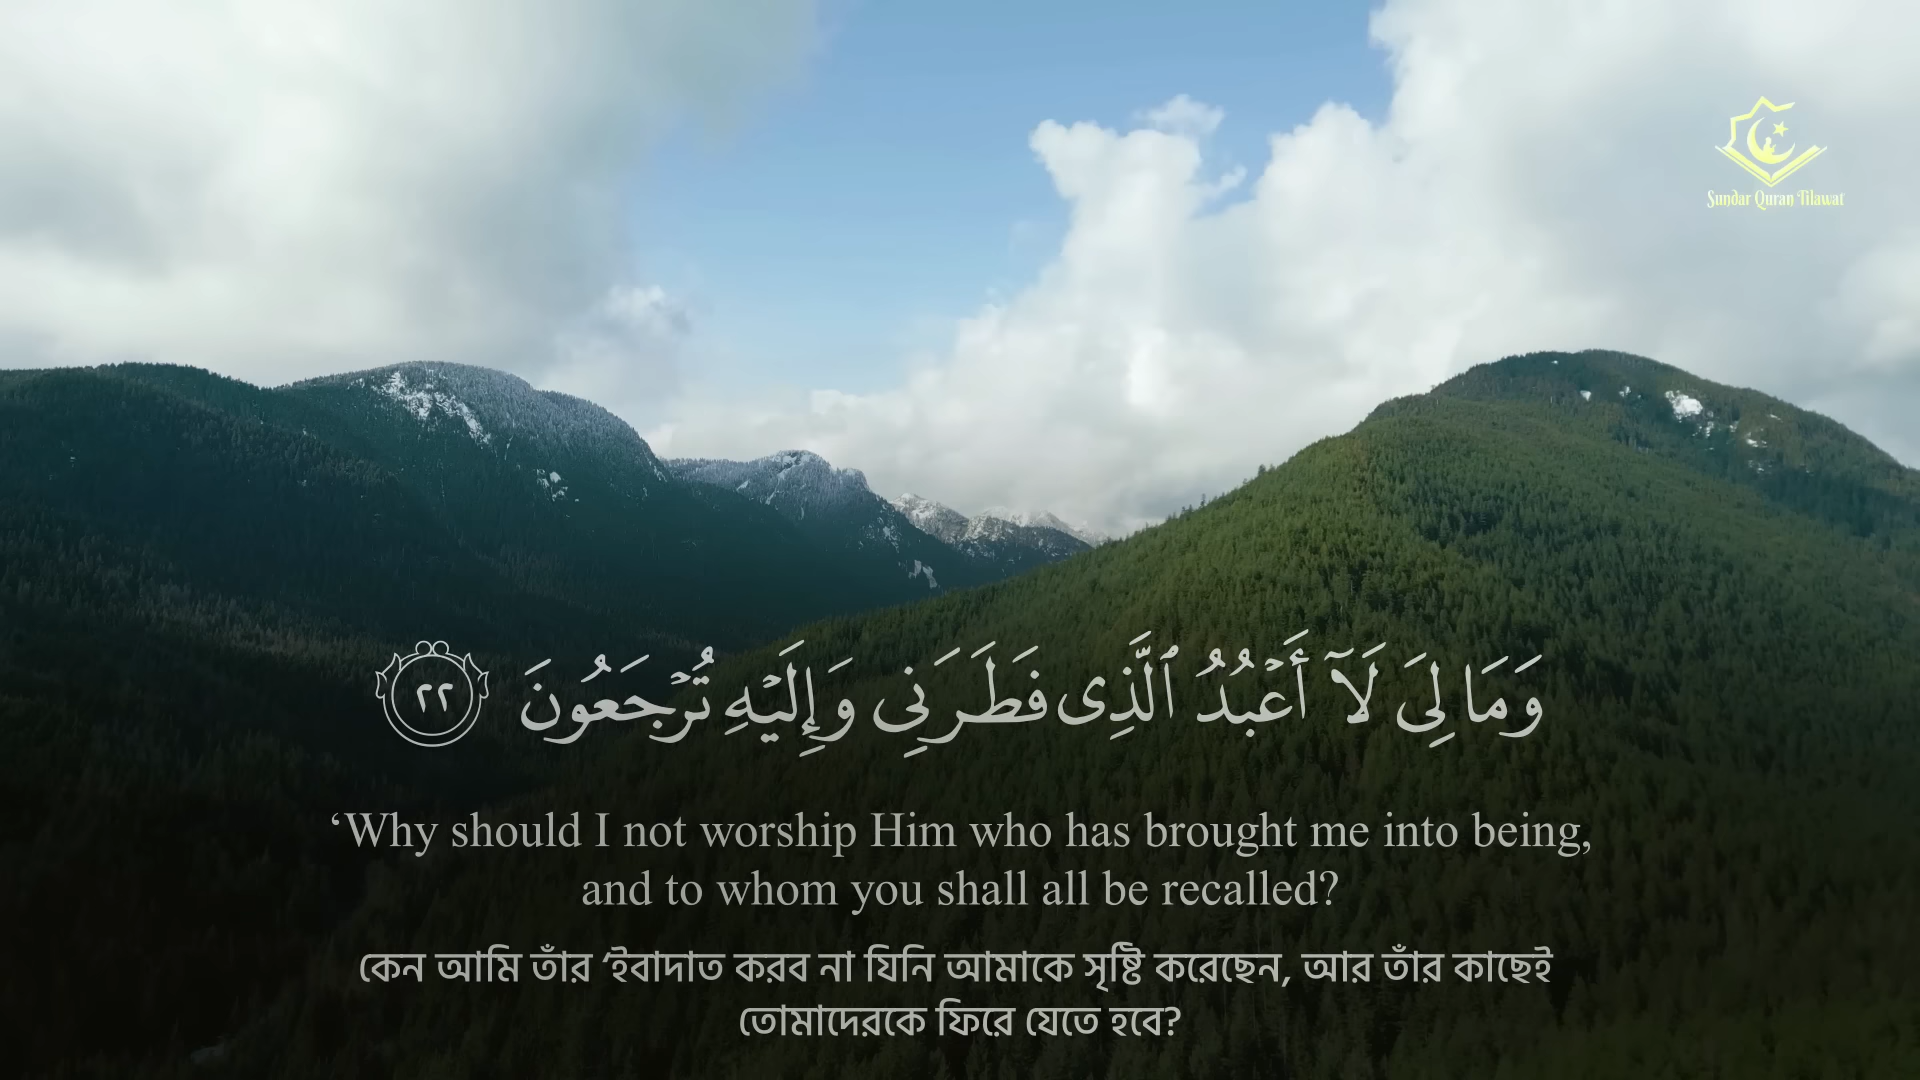 Sundar Quran Tilawat
وَمَا لِىَ لَآ أَعْبُدُ ٱلَّذِى فَطَرَنِى وَإِلَيْهِ تُرْجَعُونَ ٢٢
‘Why should I not worship Him who has brought me into being,
and to whom you shall all be recalled?
কেন আমি তাঁর ‘ইবাদাত করব না যিনি আমাকে সৃষ্টি করেছেন, আর তাঁর কাছেই
তোমাদেরকে ফিরে যেতে হবে?